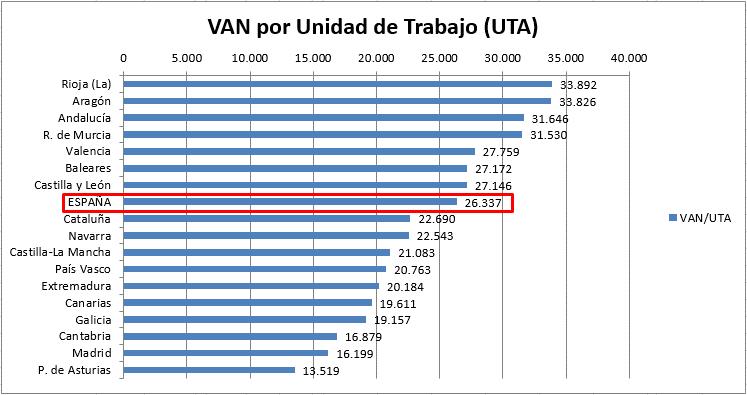 VAN por Unidad de Trabajo (UTA)
0 5.000 10.000 15.000 20.000 25.000 30.000 35.000 40.000
Rioja (La) 33.892
Aragón 33.826
Andalucía 31.646
R. de Murcia 31.530
Valencia 27.759
Baleares 27.172
Castilla y León 27.146
ESPAÑA 26.337
Cataluña 22.690
VAN/UTA
Navarra 22.543
Castilla-La Mancha 21.083
País Vasco 20.763
Extremadura 20.184
Canarias 19.611
Galicia 19.157
Cantabria 16.879
Madrid 16.199
P. de Asturias 13.519